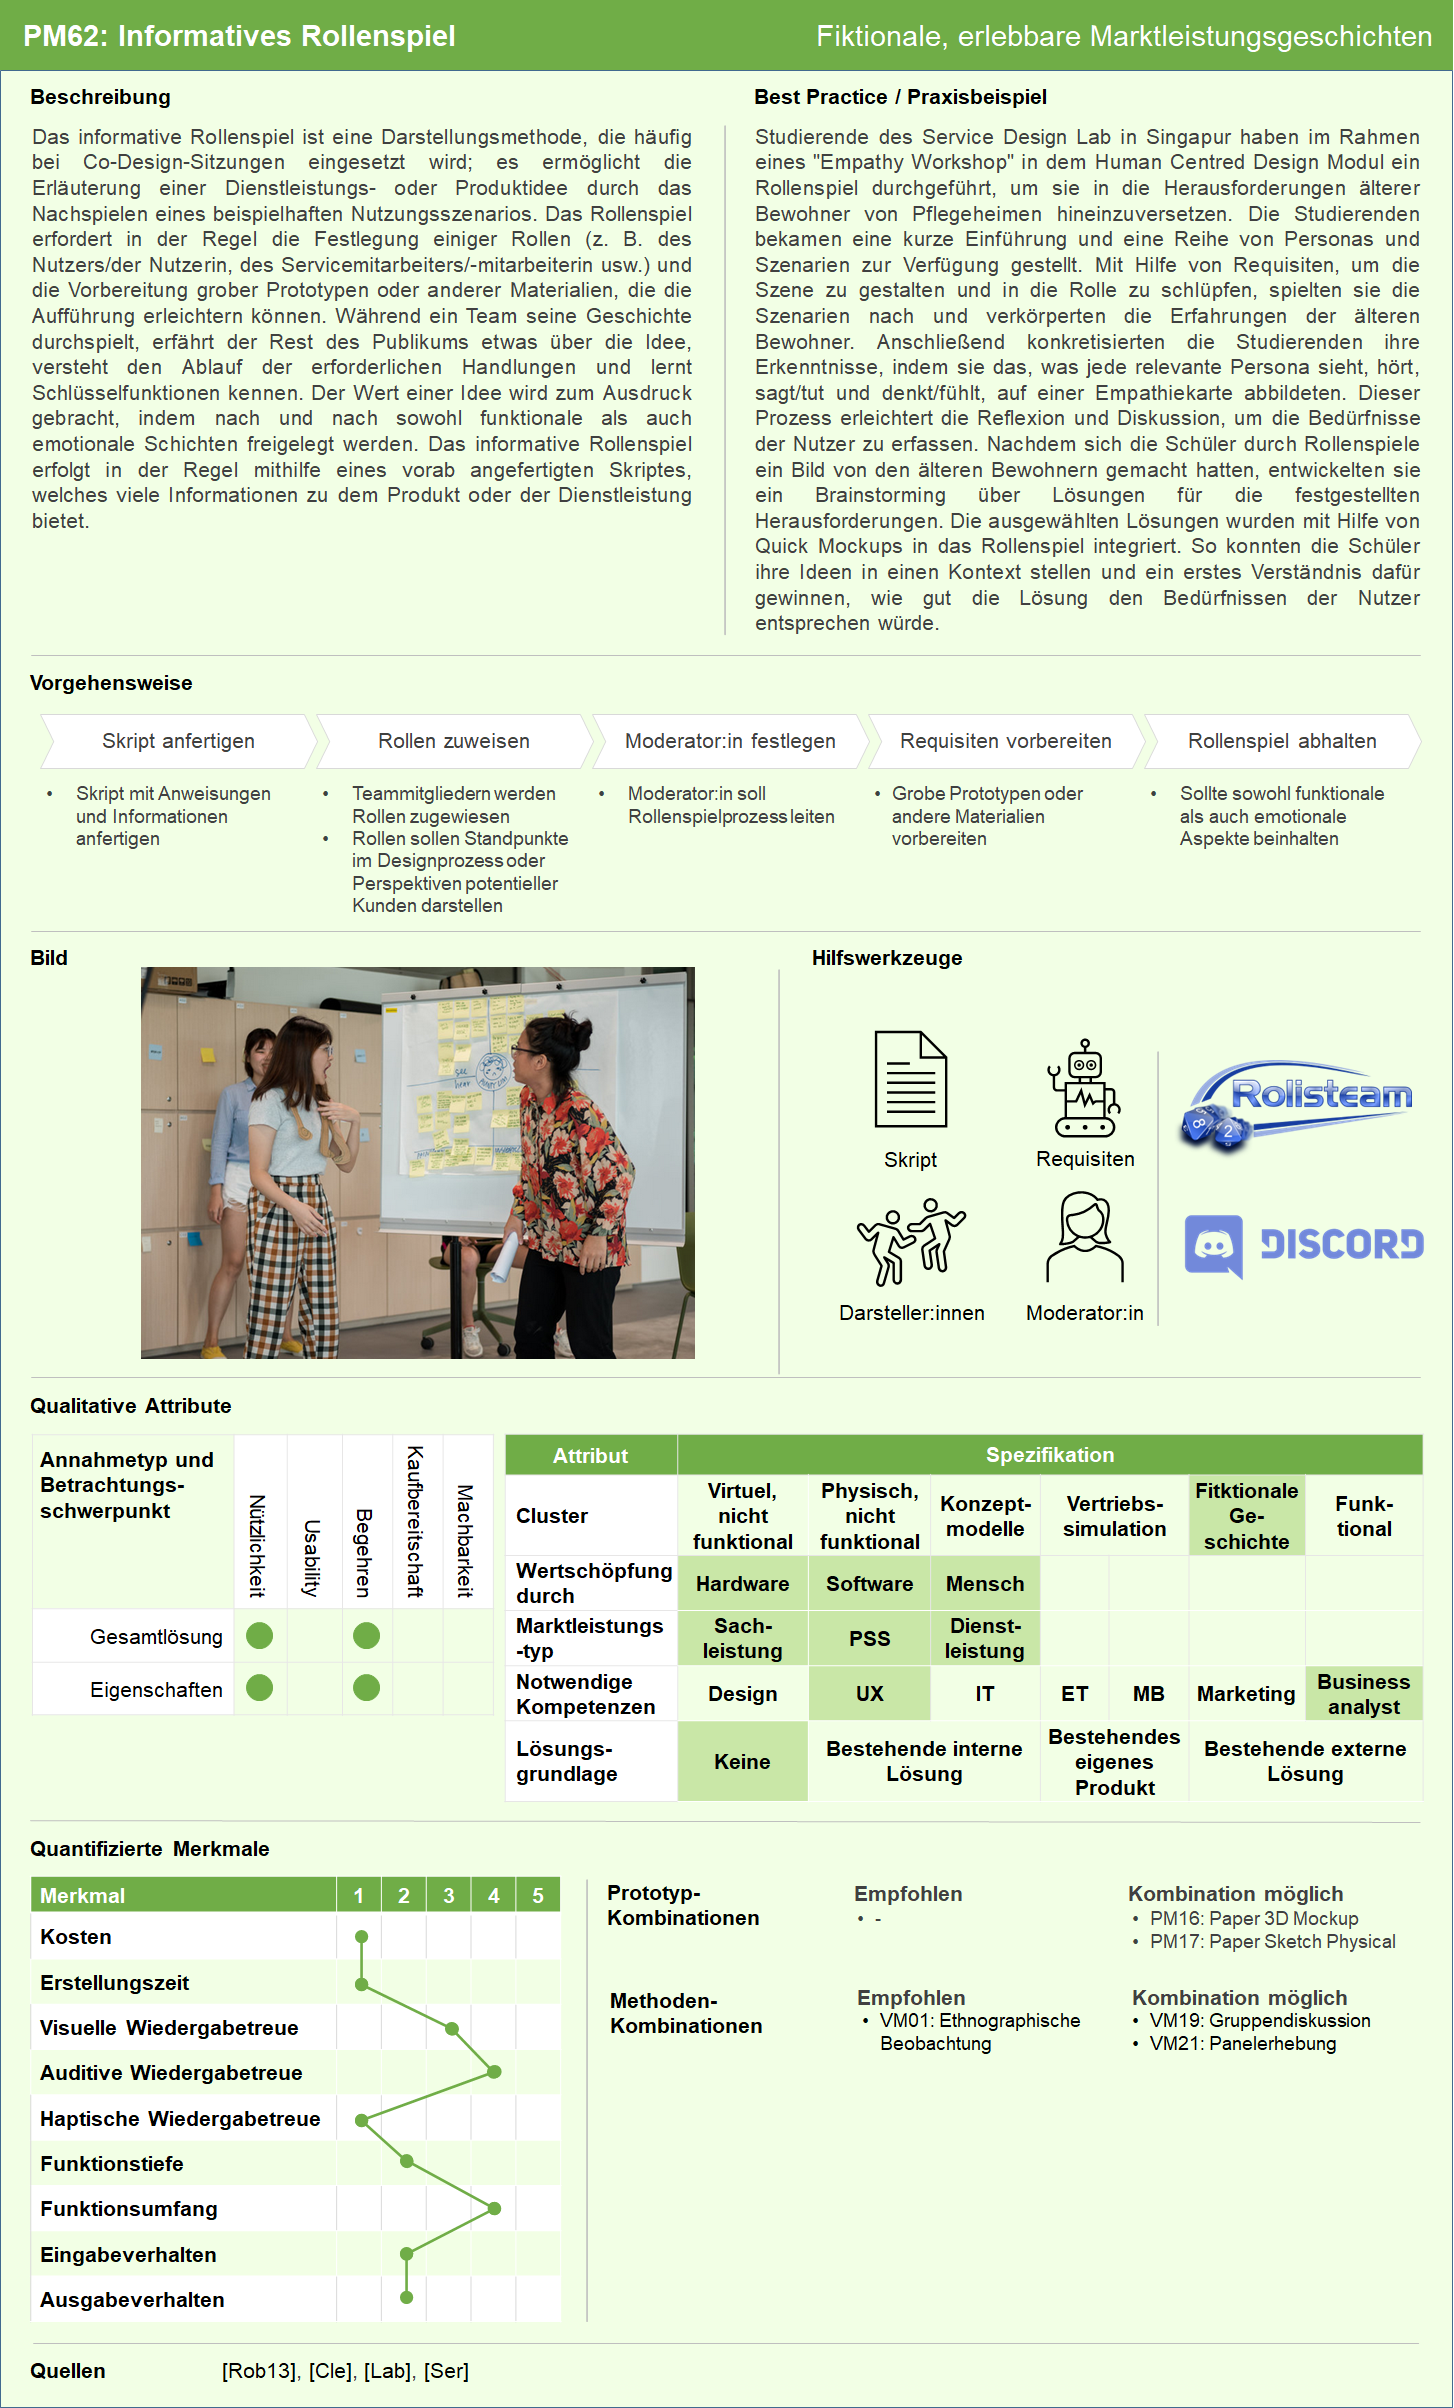 PM62: Informatives Rollenspiel
Fiktionale, erlebbare Marktleistungsgeschichten
Beschreibung
Das informative Rollenspiel ist eine Darstellungsmethode, die häufig
bei Co-Design-Sitzungen eingesetzt wird; es ermöglicht die
Erläuterung einer Dienstleistungs- oder Produktidee durch das
Nachspielen eines beispielhaften Nutzungsszenarios. Das Rollenspiel
erfordert in der Regel die Festlegung einiger Rollen (z. B. des
Nutzers/der Nutzerin, des Servicemitarbeiters/-mitarbeiterin usw.) und
die Vorbereitung grober Prototypen oder anderer Materialien, die die
Aufführung erleichtern können. Während ein Team seine Geschichte
durchspielt, erfährt der Rest des Publikums etwas über die Idee,
versteht den Ablauf der erforderlichen Handlungen und lernt
Schlüsselfunktionen kennen. Der Wert einer Idee wird zum Ausdruck
gebracht, indem nach und nach sowohl funktionale als auch
emotionale Schichten freigelegt werden. Das informative Rollenspiel
erfolgt in der Regel mithilfe eines vorab angefertigten Skriptes,
welches viele Informationen zu dem Produkt oder der Dienstleistung
bietet.
Best Practice / Praxisbeispiel
Studierende des Service Design Lab in Singapur haben im Rahmen
eines "Empathy Workshop" in dem Human Centred Design Modul ein
Rollenspiel durchgeführt, um sie in die Herausforderungen älterer
Bewohner von Pflegeheimen hineinzuversetzen. Die Studierenden
bekamen eine kurze Einführung und eine Reihe von Personas und
Szenarien zur Verfügung gestellt. Mit Hilfe von Requisiten, um die
Szene zu gestalten und in die Rolle zu schlüpfen, spielten sie die
Szenarien nach und verkörperten die Erfahrungen der älteren
Bewohner. Anschließend konkretisierten die Studierenden ihre
Erkenntnisse, indem sie das, was jede relevante Persona sieht, hört,
sagt/tut und denkt/fühlt, auf einer Empathiekarte abbildeten. Dieser
Prozess erleichtert die Reflexion und Diskussion, um die Bedürfnisse
der Nutzer zu erfassen. Nachdem sich die Schüler durch Rollenspiele
ein Bild von den älteren Bewohnern gemacht hatten, entwickelten sie
ein Brainstorming über Lösungen für die festgestellten
Herausforderungen. Die ausgewählten Lösungen wurden mit Hilfe von
Quick Mockups in das Rollenspiel integriert. So konnten die Schüler
ihre Ideen in einen Kontext stellen und ein erstes Verständnis dafür
gewinnen, wie gut die Lösung den Bedürfnissen der Nutzer
entsprechen würde.
Vorgehensweise
Skript anfertigen
Rollen zuweisen
Moderator:in festlegen
Requisiten vorbereiten
Rollenspiel abhalten
• Skript mit Anweisungen
und Informationen
anfertigen
• Teammitgliedern werden
Rollen zugewiesen
• Rollen sollen Standpunkte
im Designprozess oder
Perspektiven potentieller
Kunden darstellen
• Moderator:in soll
Rollenspielprozess leiten
• Grobe Prototypen oder
andere Materialien
vorbereiten
• Sollte sowohl funktionale
als auch emotionale
Aspekte beinhalten
Bild
see
hear
Hilfswerkzeuge
Skript
Requisiten
Darsteller:innen
Moderator:in
Rolisteam
8
2
DISCORD
Qualitative Attribute
Annahmetyp und
Betrachtungs-
schwerpunkt
Nützlichkeit
Usability
Begehren
Kaufbereitschaft
Machbarkeit
Gesamtlösung
Eigenschaften
Attribut
Spezifikation
Cluster
Virtuel,
nicht
funktional
Physisch,
nicht
funktional
Konzept-
modelle
Vertriebs-
simulation
Fitktionale
Ge-
schichte
Funk-
tional
Wertschöpfung
durch
Hardware
Software
Mensch
Marktleistungs
-typ
Sach-
leistung
PSS
Dienst-
leistung
Notwendige
Kompetenzen
Design
UX
IT
ET
MB
Marketing
Business
analyst
Lösungs-
grundlage
Keine
Bestehende interne
Lösung
Bestehendes
eigenes
Produkt
Bestehende externe
Lösung
Quantifizierte Merkmale
Merkmal 1 2 3 4 5
Kosten
Erstellungszeit
Visuelle Wiedergabetreue
Auditive Wiedergabetreue
Haptische Wiedergabetreue
Funktionstiefe
Funktionsumfang
Eingabeverhalten
Ausgabeverhalten
Prototyp-
Kombinationen
Empfohlen
• -
Kombination möglich
• PM16: Paper 3D Mockup
• PM17: Paper Sketch Physical
Methoden-
Kombinationen
Empfohlen
• VM01: Ethnographische
Beobachtung
Kombination möglich
• VM19: Gruppendiskussion
• VM21: Panelerhebung
Quellen
[Rob13], [Cle], [Lab], [Ser]